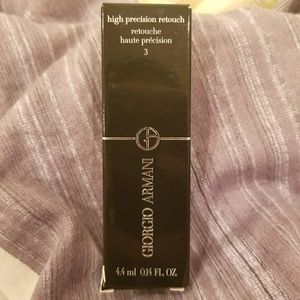 high precision retouch
retouche
haute précision
3
GIORGIO ARMANI
4.4 ml 0.14 FL. OZ.